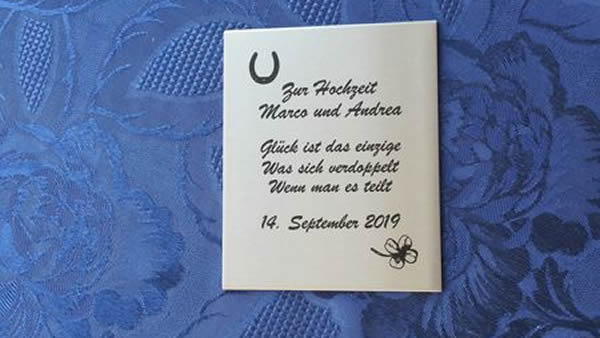 Zur Hochzeit
Marco und Andrea
Glück ist das einzige
Was sich verdoppelt
Wenn man es teilt
14. September 2019